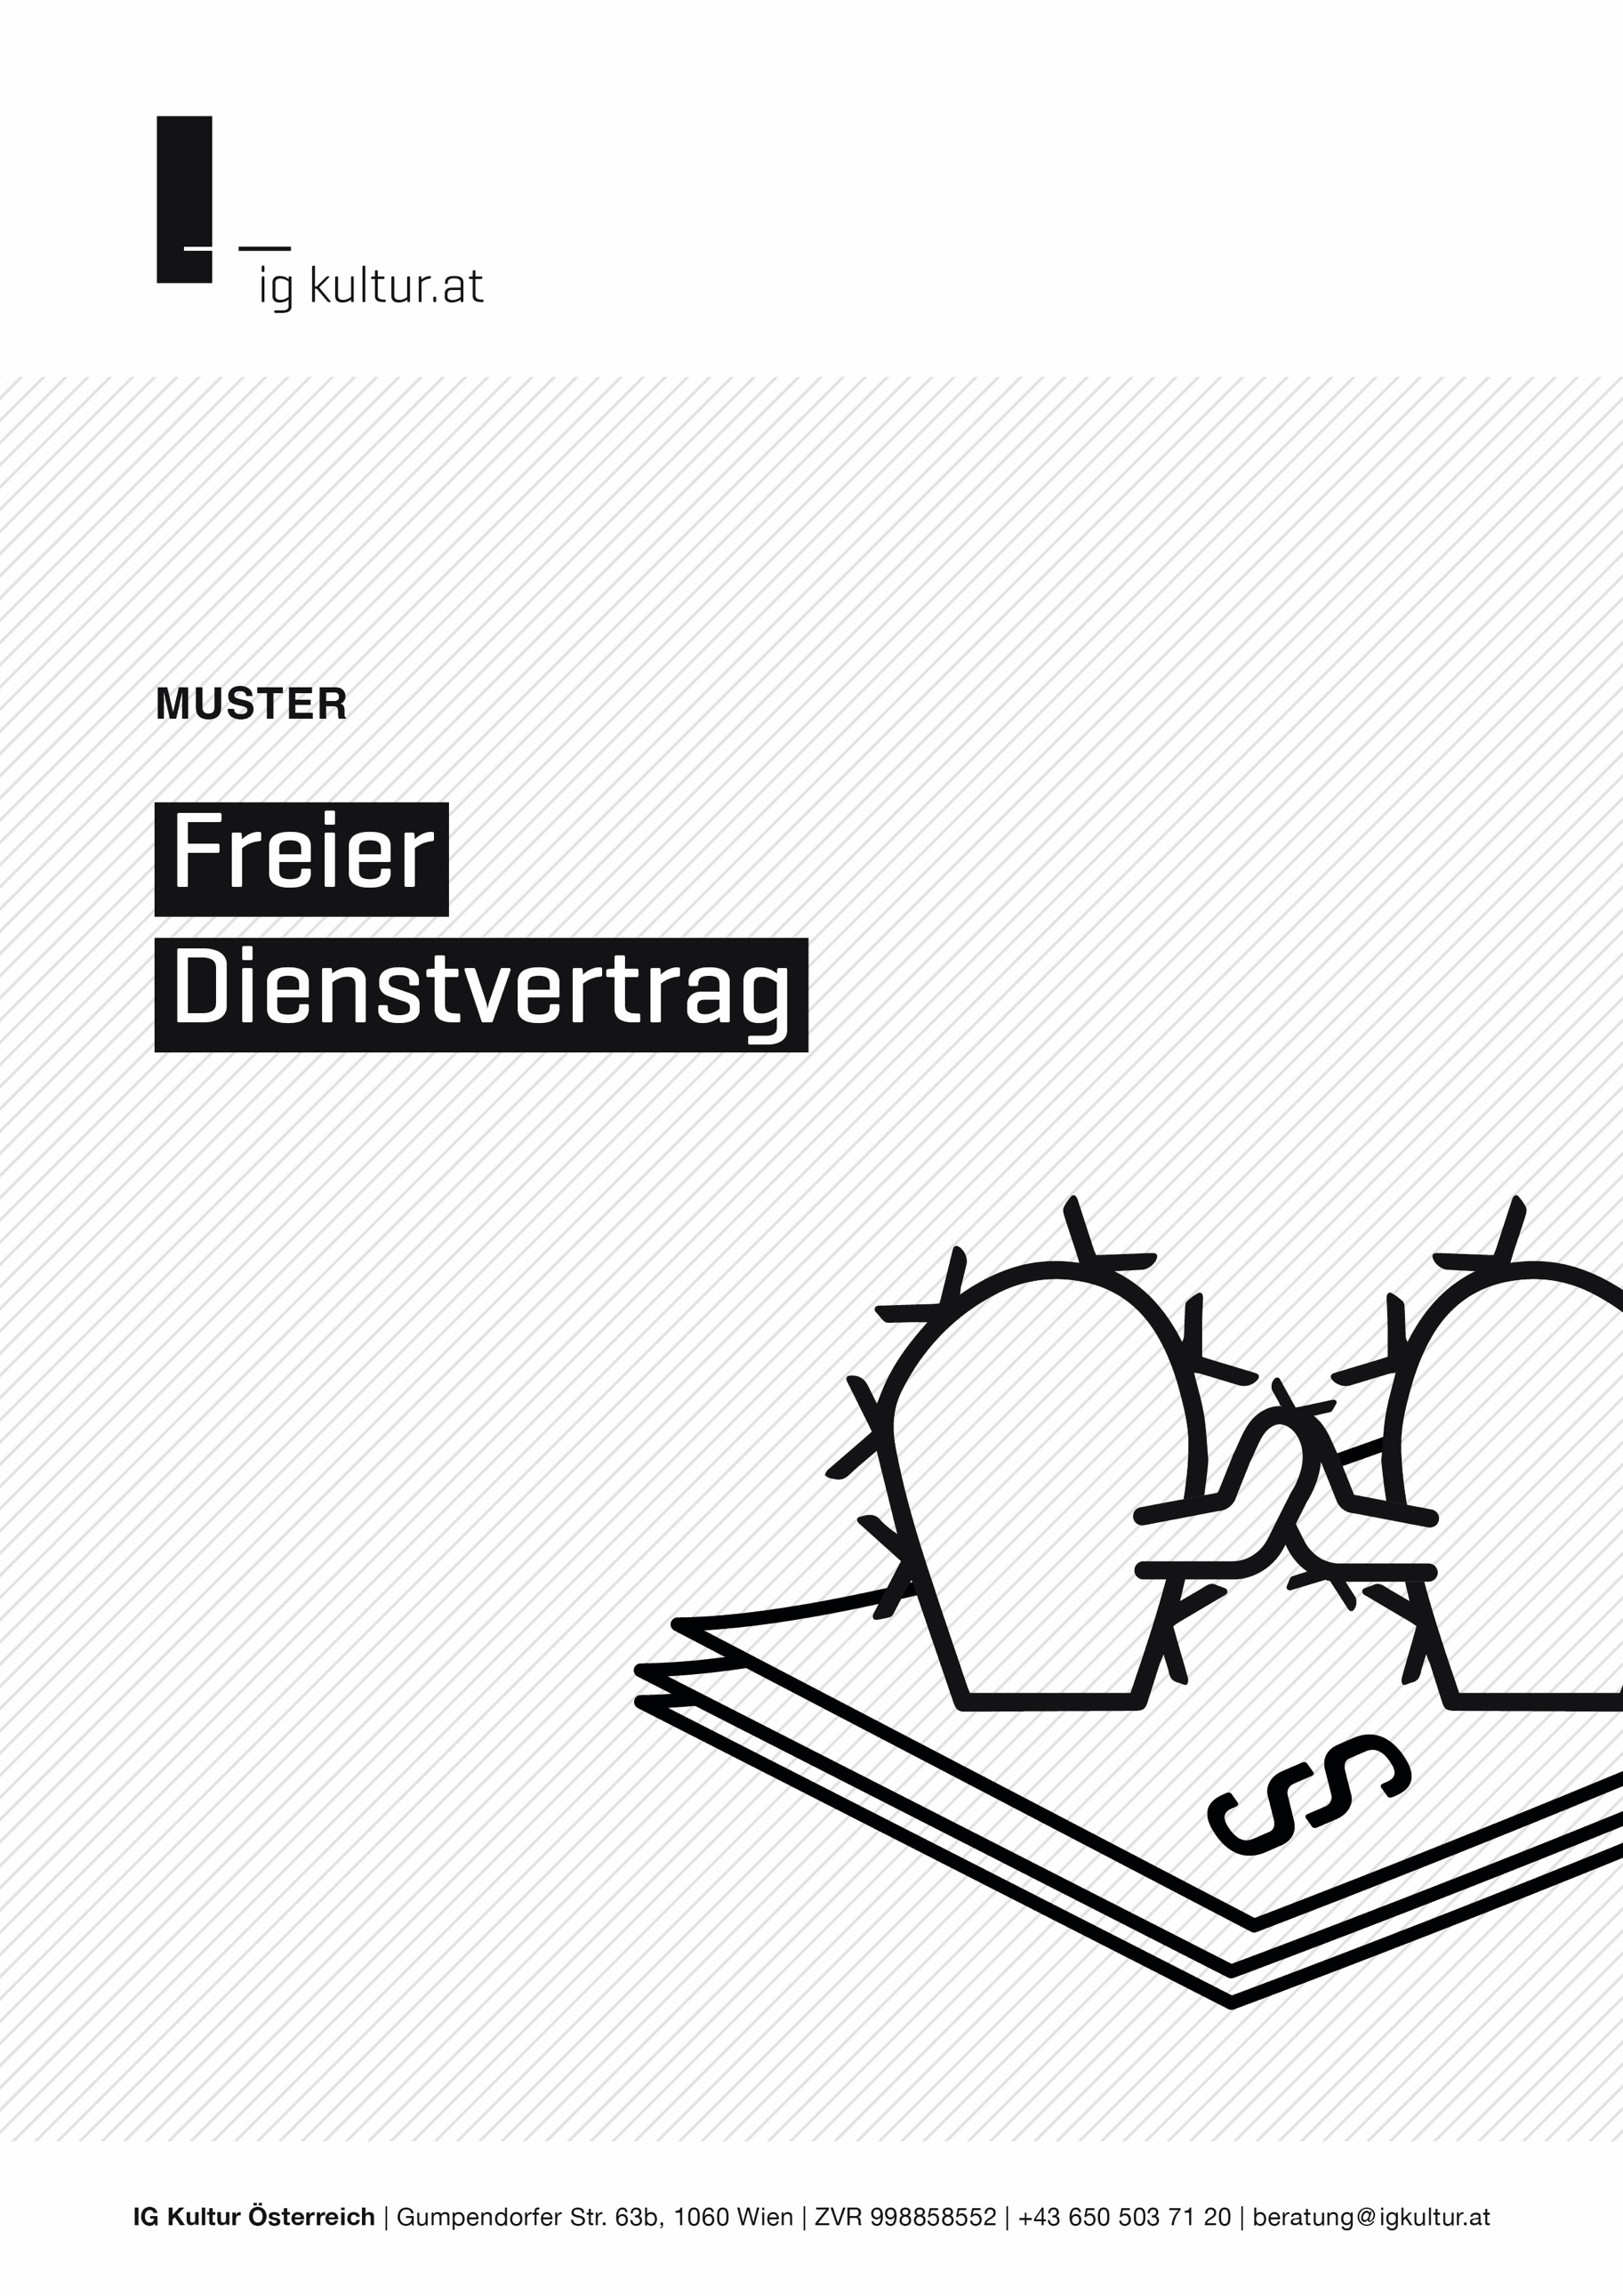 ig kultur.at
MUSTER
Freier
Dienstvertrag
§
IG Kultur Österreich | Gumpendorfer Str. 63b, 1060 Wien | ZVR 998858552 | +43 650 503 71 20 | beratung@igkultur.at